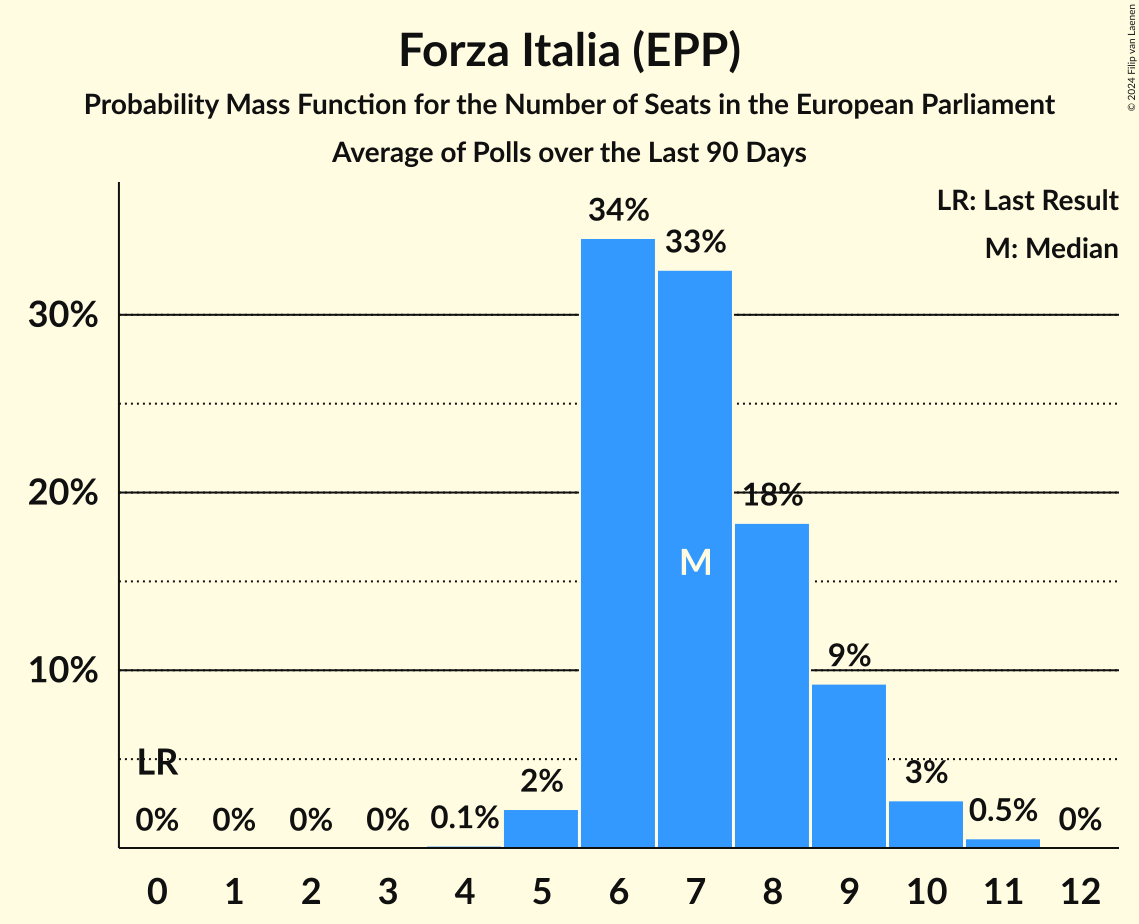 Forza Italia (EPP)
Probability Mass Function for the Number of Seats in the European Parliament
Average of Polls over the Last 90 Days
© 2024 Filip van Laenen
LR: Last Result
M: Median
34%
33%
30%
20%
18%
M
10%
9%
LR
3%
2%
0% 0% 0% 0% 0.1% 0.5% 0%
0 1 2 3 4 5 6 7 8 9 10 11 12